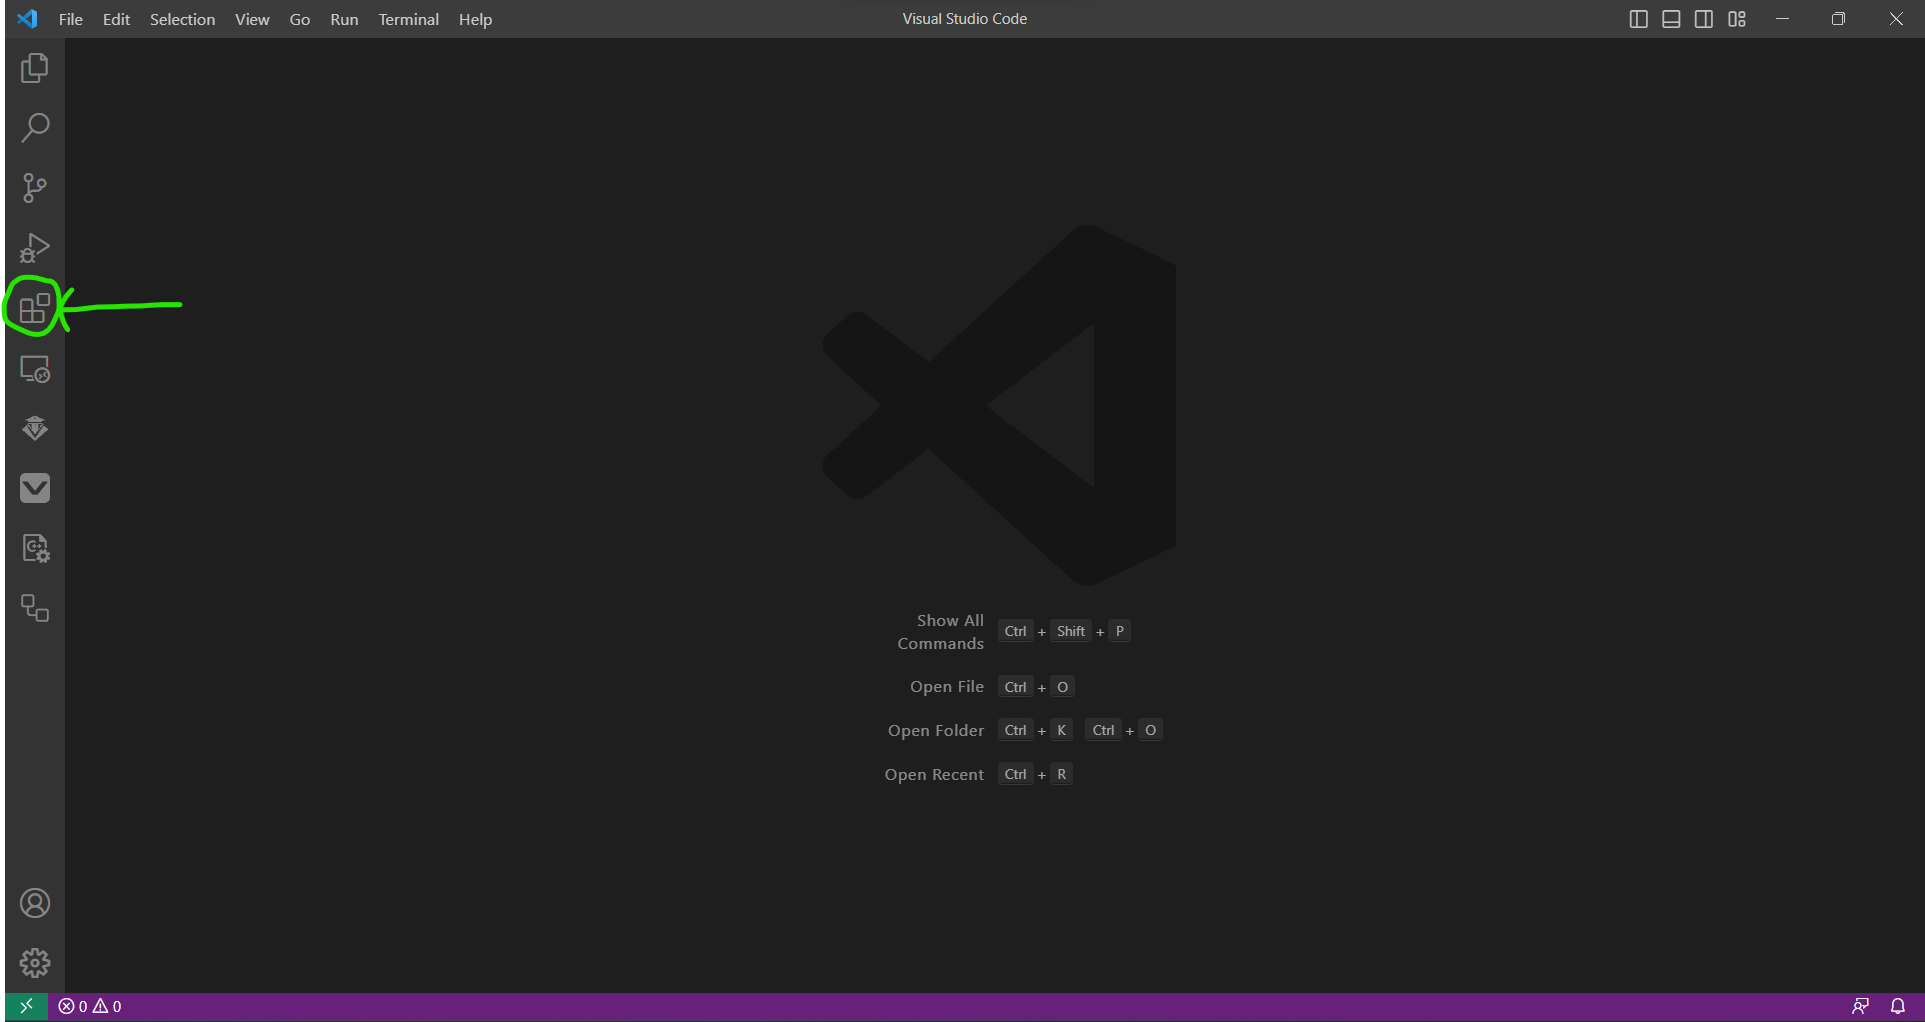 File Edit Selection View Go Run Terminal Help
Visual Studio Code
Show All
Commands
Ctrl + Shift + P
Open File Ctrl + O
Open Folder Ctrl + K Ctrl + O
Open Recent Ctrl + R
0 0